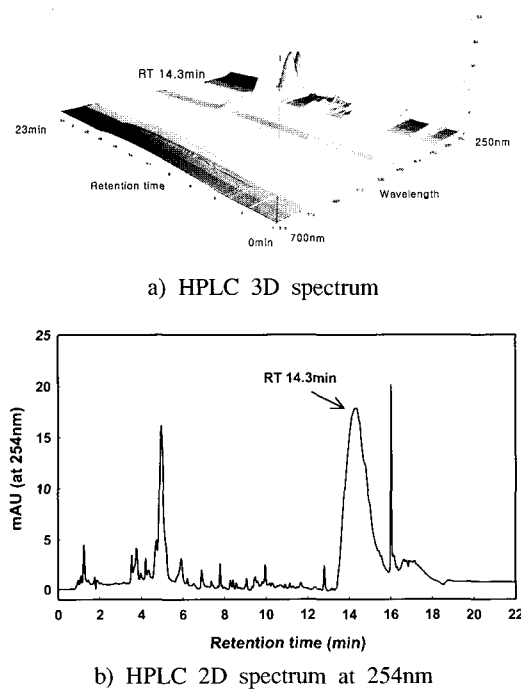 RT 14.3min
23min
250nm
Retention time
Wavelength
0min 700nm
a) HPLC 3D spectrum
25
20
15
10
5
0
mAU (at 254nm)
RT 14.3min
0 2 4 6 8 10 12 14 16 18 20 22
Retention time (min)
b) HPLC 2D spectrum at 254nm